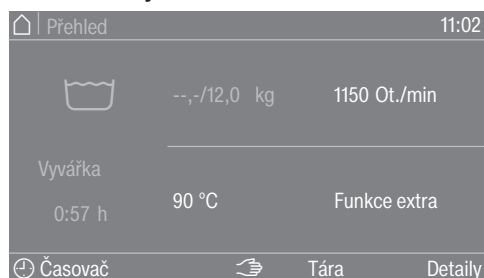 Přehled 11:02
--,-/12,0 kg 1150 Ot./min
Vyvářka
0:57 h
90 °C Funkce extra
Časovač Tára Detaily